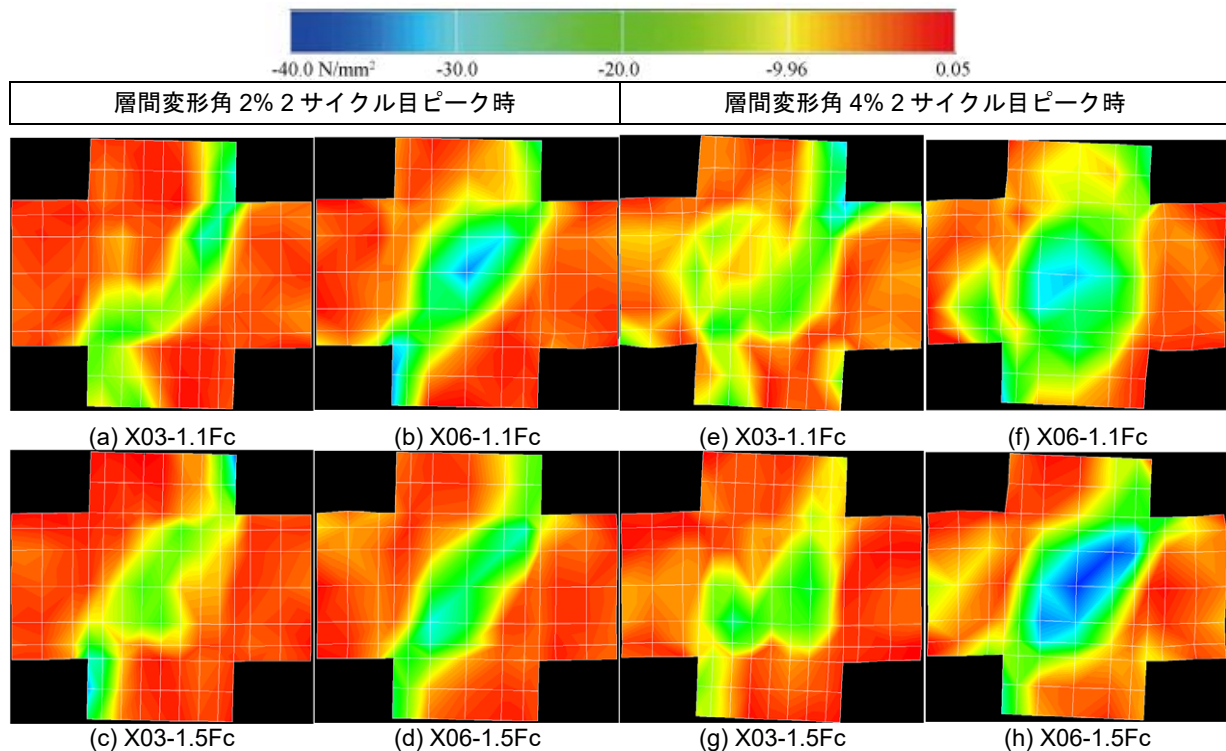 -40.0 N/mm² -30.0 -20.0 -9.96 0.05
層間変形角 2% 2 サイクル目ピーク時 層間変形角 4% 2 サイクル目ピーク時
(a) X03-1.1Fc (b) X06-1.1Fc (e) X03-1.1Fc (f) X06-1.1Fc
(c) X03-1.5Fc (d) X06-1.5Fc (g) X03-1.5Fc (h) X06-1.5Fc